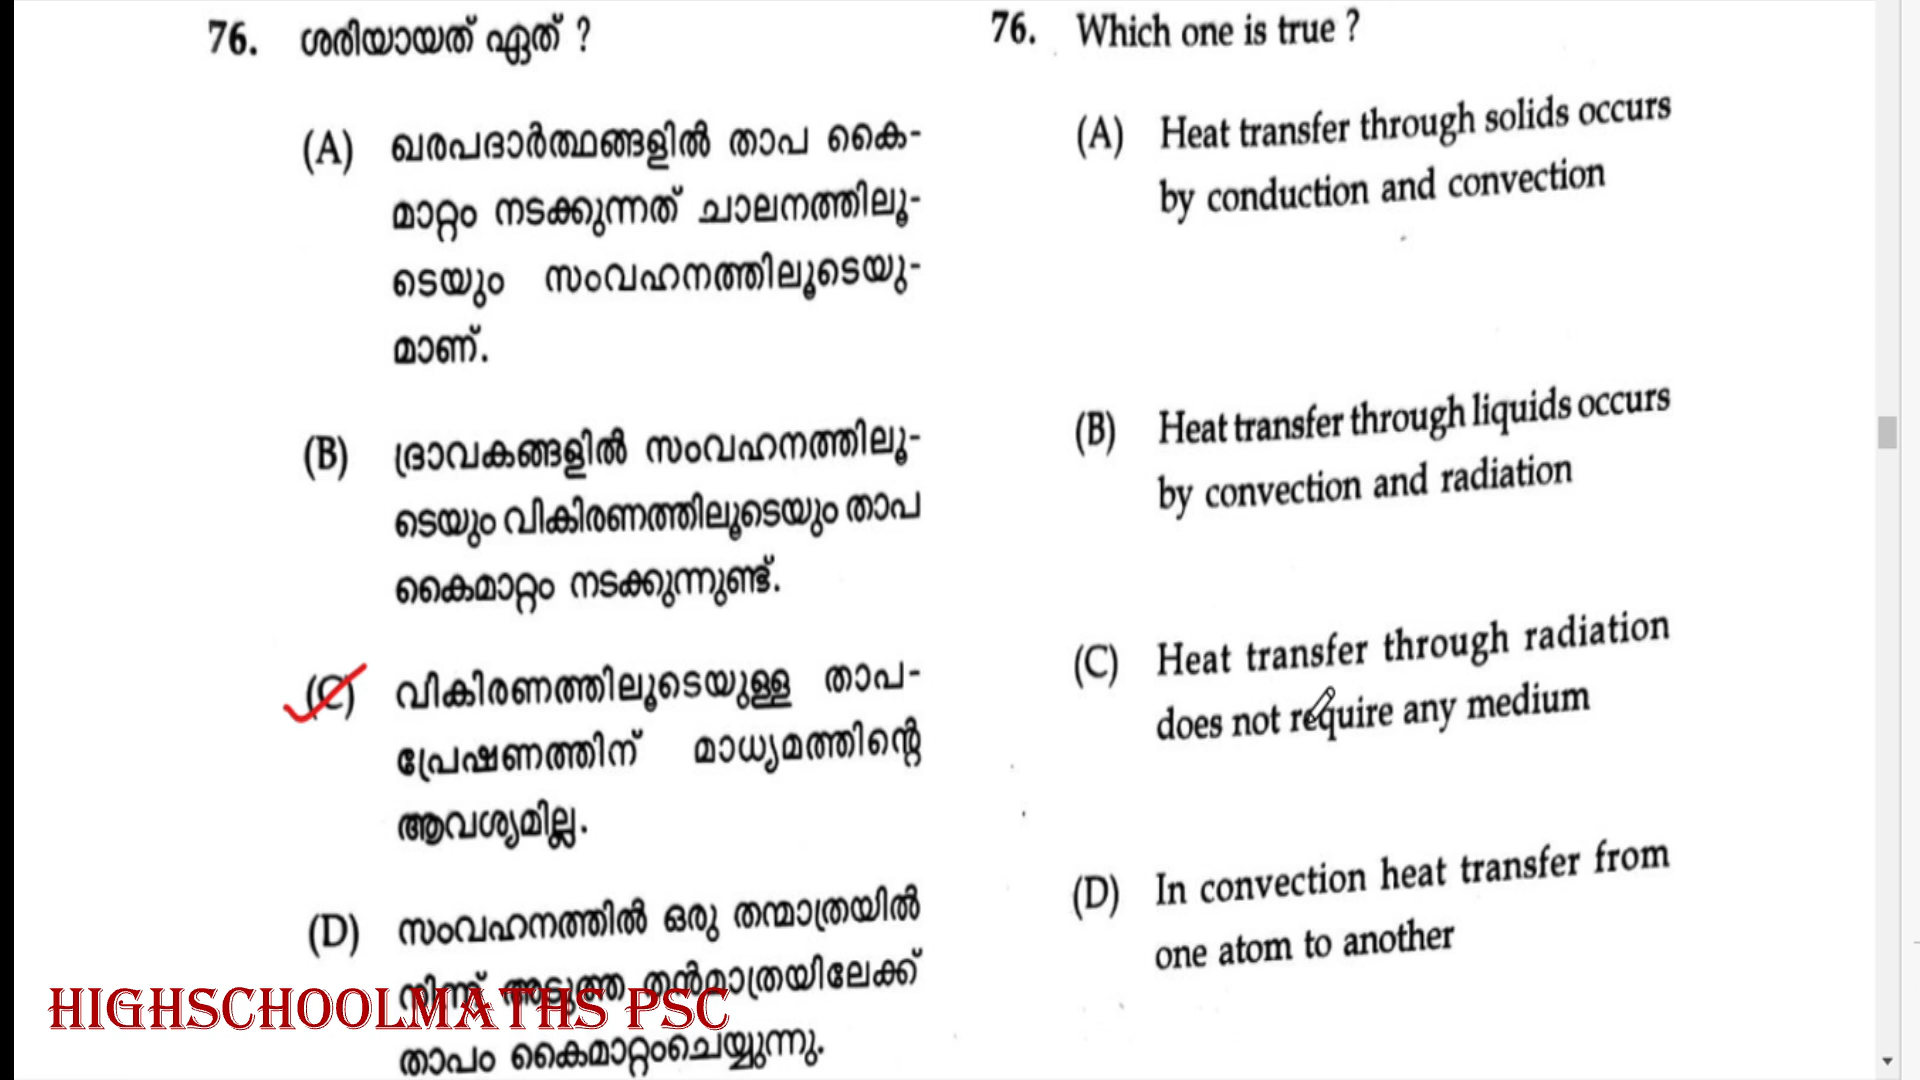 76. ശരിയായത് ഏത് ?
(A) ഖരപദാർത്ഥങ്ങളിൽ താപ കൈ-
മാറ്റം നടക്കുന്നത് ചാലനത്തിലൂ-
ടെയും സംവഹനത്തിലൂടെയു-
മാണ്.
(B) ദ്രാവകങ്ങളിൽ സംവഹനത്തിലൂ-
ടെയും വികിരണത്തിലൂടെയും താപ
കൈമാറ്റം നടക്കുന്നുണ്ട്.
(C) വികിരണത്തിലൂടെയുള്ള താപ-
പ്രേഷണത്തിന് മാധ്യമത്തിന്റെ
ആവശ്യമില്ല.
(D) സംവഹനത്തിൽ ഒരു തന്മാത്രയിൽ
നിന്ന് അടുത്ത തൻമാത്രയിലേക്ക്
താപം കൈമാറ്റംചെയ്യുന്നു.
76. Which one is true ?
(A) Heat transfer through solids occurs
by conduction and convection
(B) Heat transfer through liquids occurs
by convection and radiation
(C) Heat transfer through radiation
does not require any medium
(D) In convection heat transfer from
one atom to another
HIGHSCHOOLMATHS PSC